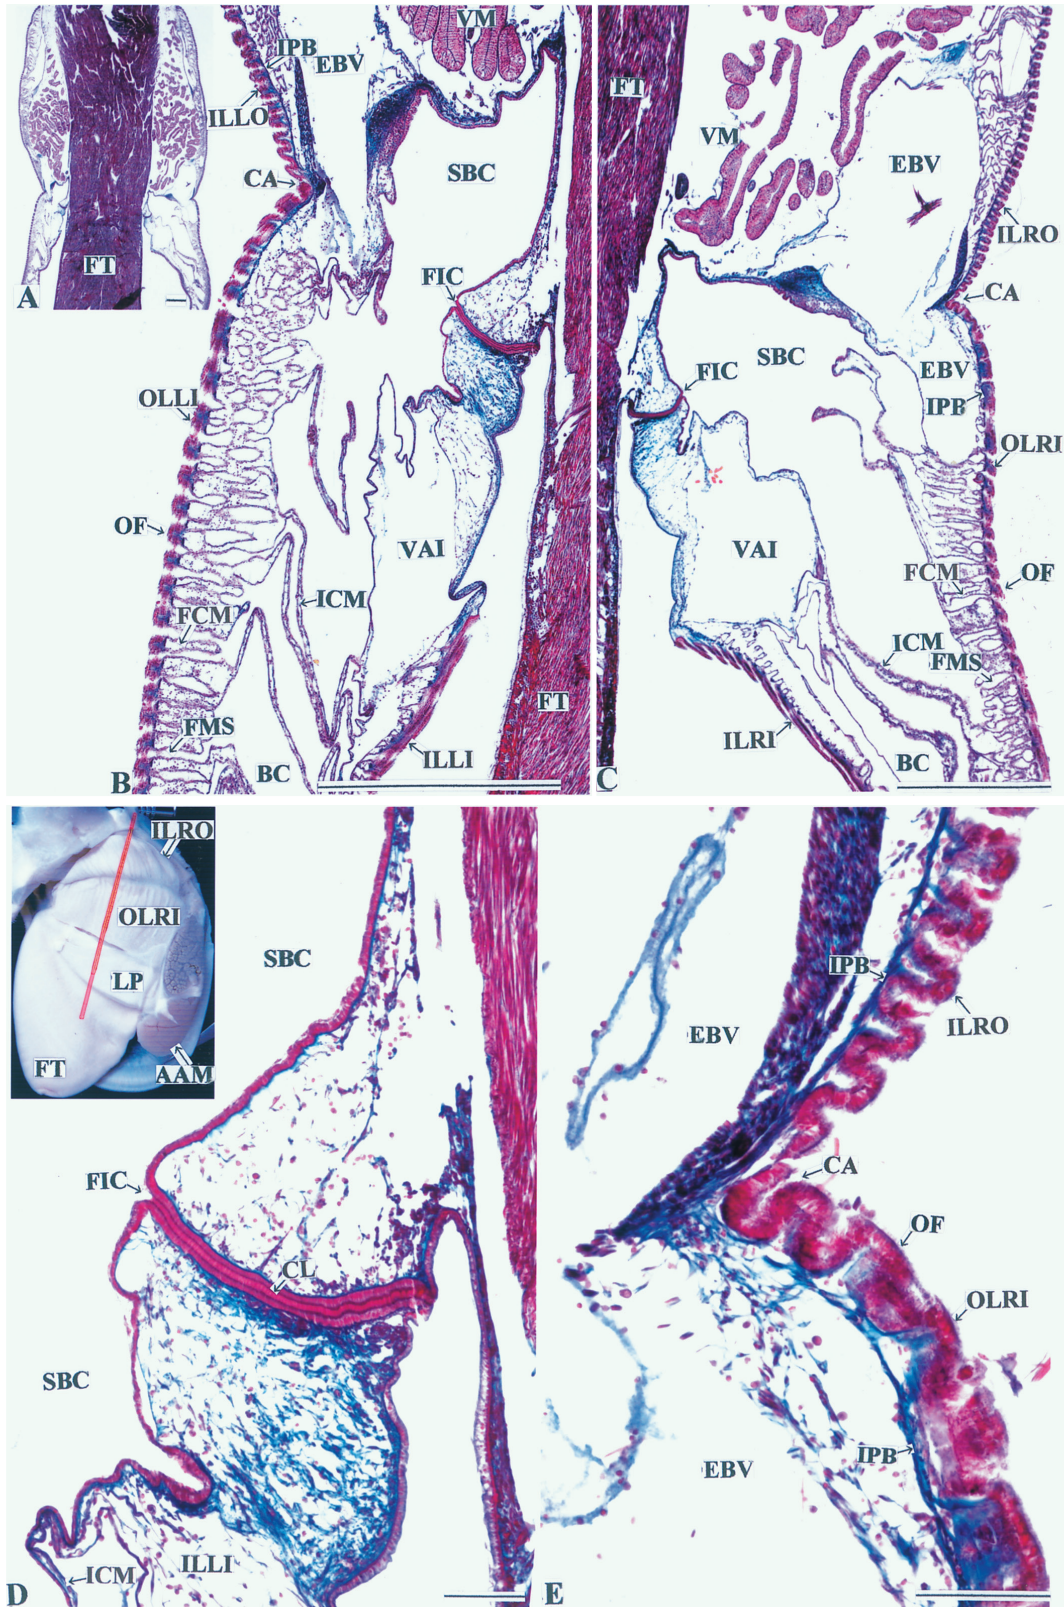 FT
A
VM
IPB
EBV
ILLO
CA
SBC
FIC
OLLI
OF
VAI
ICM
FCM
FMS
BC
ILLI
FT
B
FT
VM
EBV
ILRO
CA
SBC
EBV
FIC
IPB
OLRI
VAI
FCM
OF
ICM
FMS
ILRI
BC
C
ILRO
OLRI
LP
FT
AAM
SBC
FIC
CL
SBC
ICM
ILLI
D
IPB
ILRO
EBV
CA
OF
OLRI
IPB
EBV
E